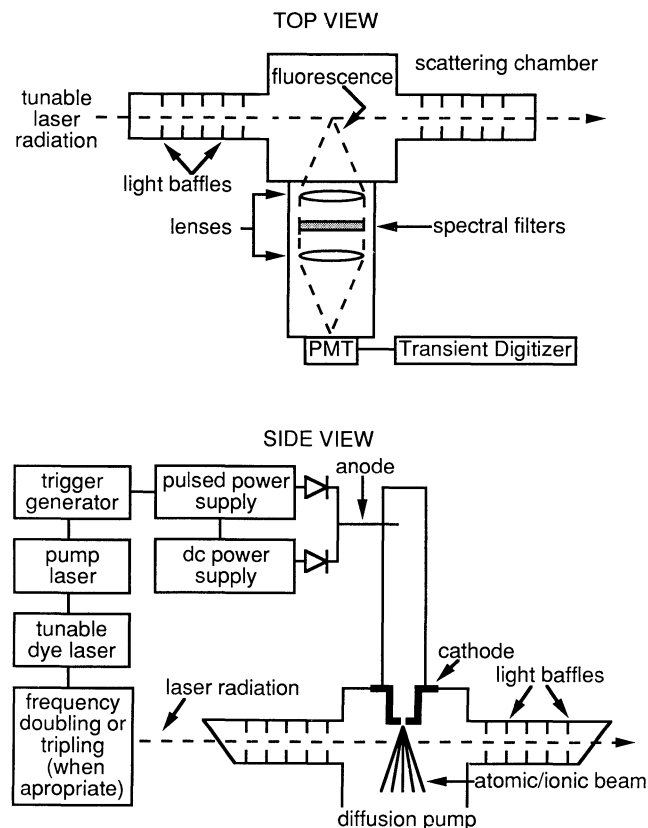 TOP VIEW
fluorescence
scattering chamber
tunable
laser
radiation
light baffles
lenses
spectral filters
PMT
Transient Digitizer
SIDE VIEW
anode
trigger
generator
pulsed power
supply
pump
laser
dc power
supply
tunable
dye laser
cathode
laser radiation
light baffles
frequency
doubling or
tripling
(when
apropriate)
atomic/ionic beam
diffusion pump